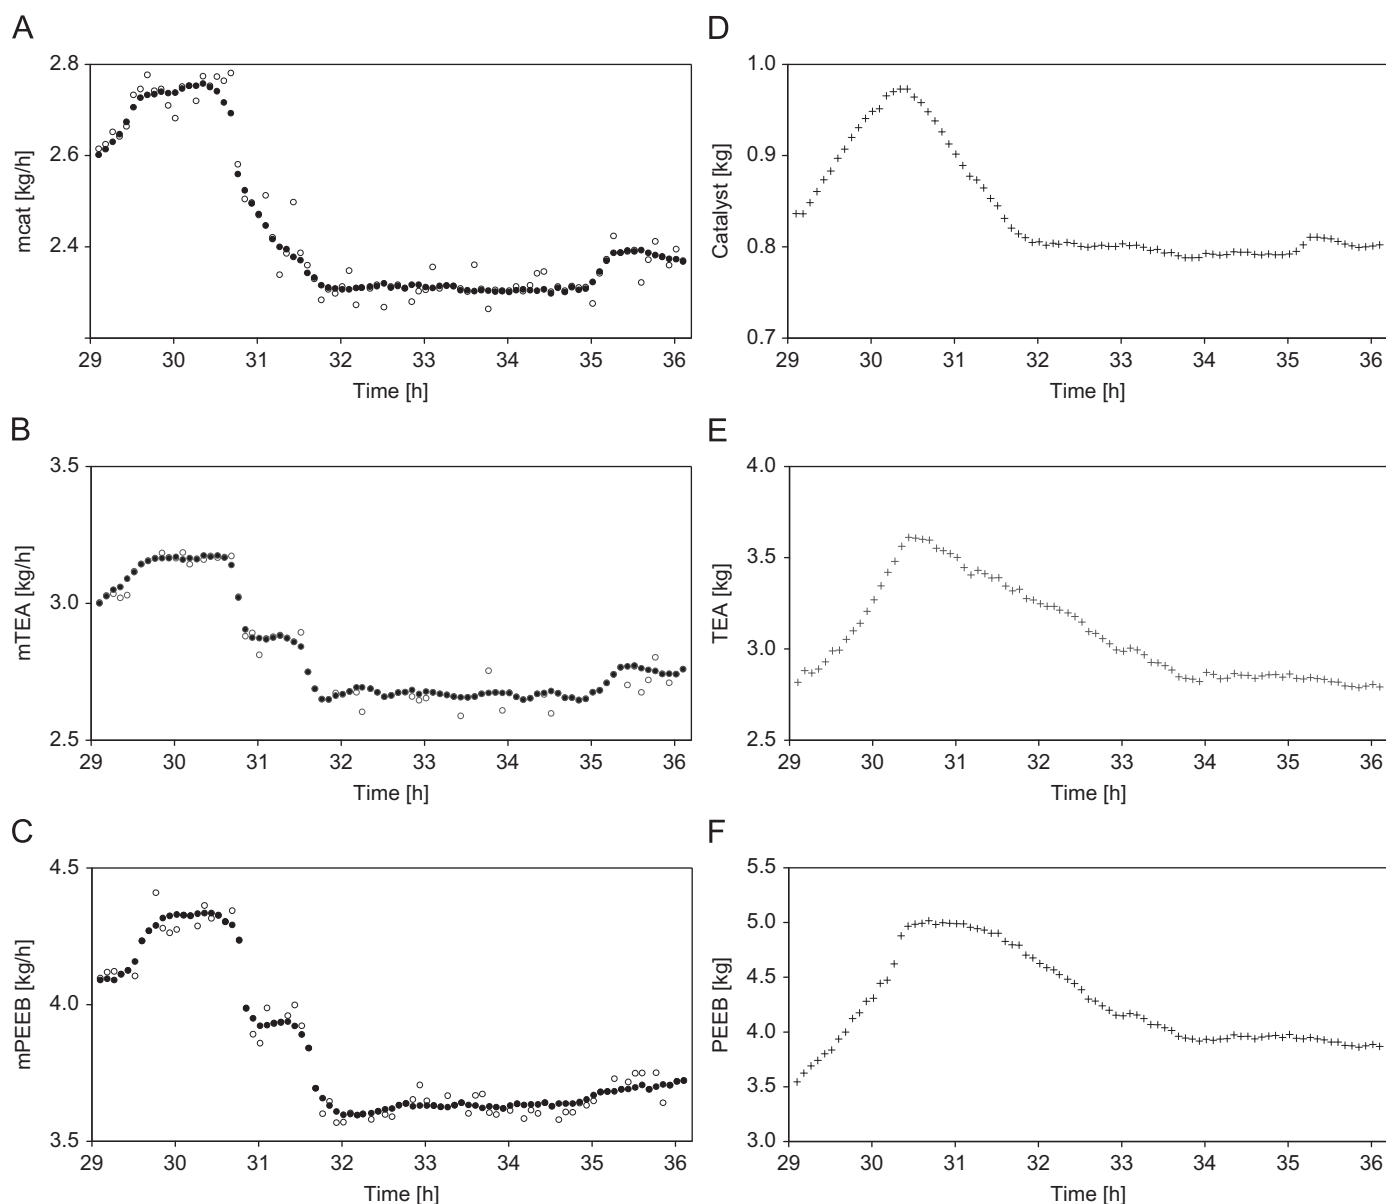 A
2.8
2.6
2.4
mcat [kg/h]
29 30 31 32 33 34 35 36
Time [h]
D
1.0
0.9
0.8
0.7
Catalyst [kg]
29 30 31 32 33 34 35 36
Time [h]
B
3.5
3.0
2.5
mTEA [kg/h]
29 30 31 32 33 34 35 36
Time [h]
E
4.0
3.5
3.0
2.5
TEA [kg]
29 30 31 32 33 34 35 36
Time [h]
C
4.5
4.0
3.5
mPEEB [kg/h]
29 30 31 32 33 34 35 36
Time [h]
F
5.5
5.0
4.5
4.0
3.5
3.0
PEEB [kg]
29 30 31 32 33 34 35 36
Time [h]